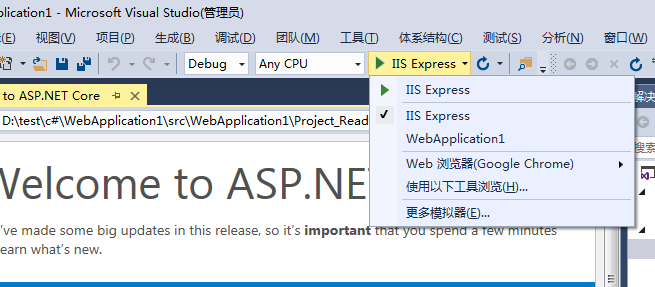 plication1 - Microsoft Visual Studio(管理员)
(E) 视图(V) 项目(P) 生成(B) 调试(D) 团队(M) 工具(T) 体系结构(C) 测试(S) 分析(N) 窗口(W)
Debug Any CPU IIS Express
to ASP.NET Core
D:\test\c#\WebApplication1\src\WebApplication1\Project_Read
IIS Express
IIS Express
WebApplication1
Web 浏览器(Google Chrome)
使用以下工具浏览(H)...
更多模拟器(E)...
解决
搜索
Welcome to ASP.NE
've made some big updates in this release, so it's important that you spend a few minutes
earn what's new.